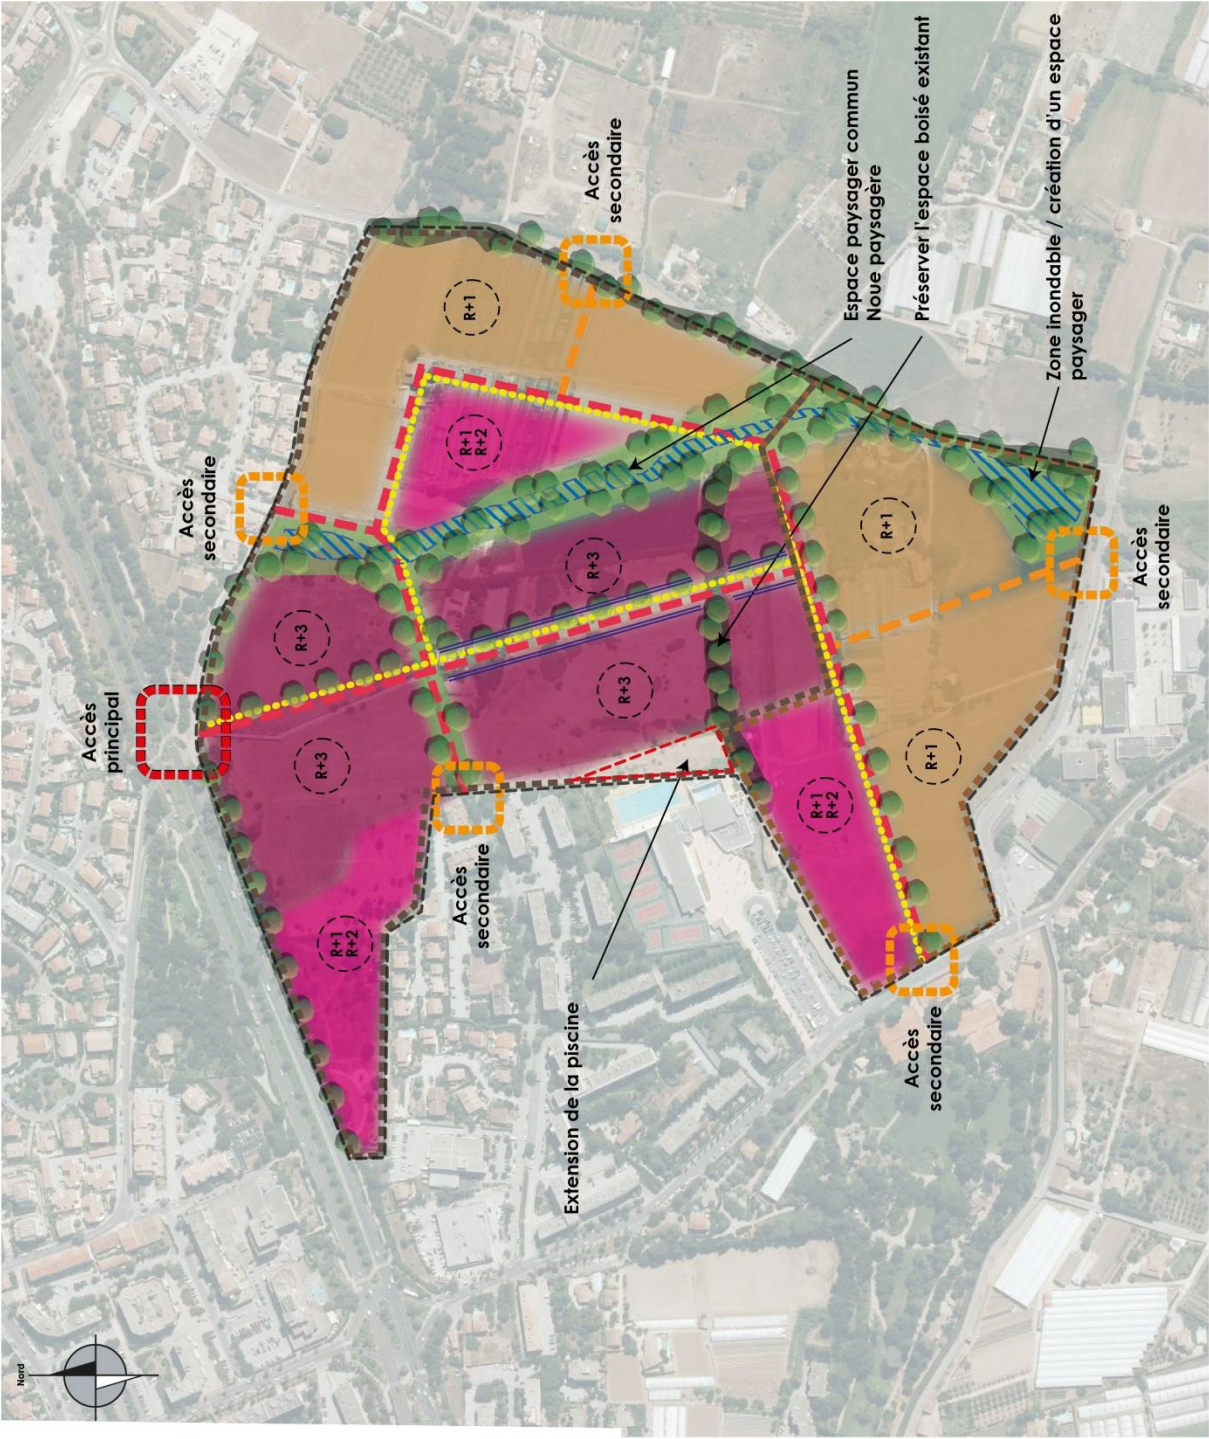 Nord
Accès
principal
Accès
secondaire
R+3
R+3
R+1
R+2
Accès
secondaire
R+1
R+1
R+2
Extension de la piscine
R+3
Accès
secondaire
R+3
R+1
R+2
Espace paysager commun
Noue paysagère
R+1
Accès
secondaire
Préserver l'espace boisé existant
R+1
Zone inondable / création d'un espace
paysager
Accès
secondaire